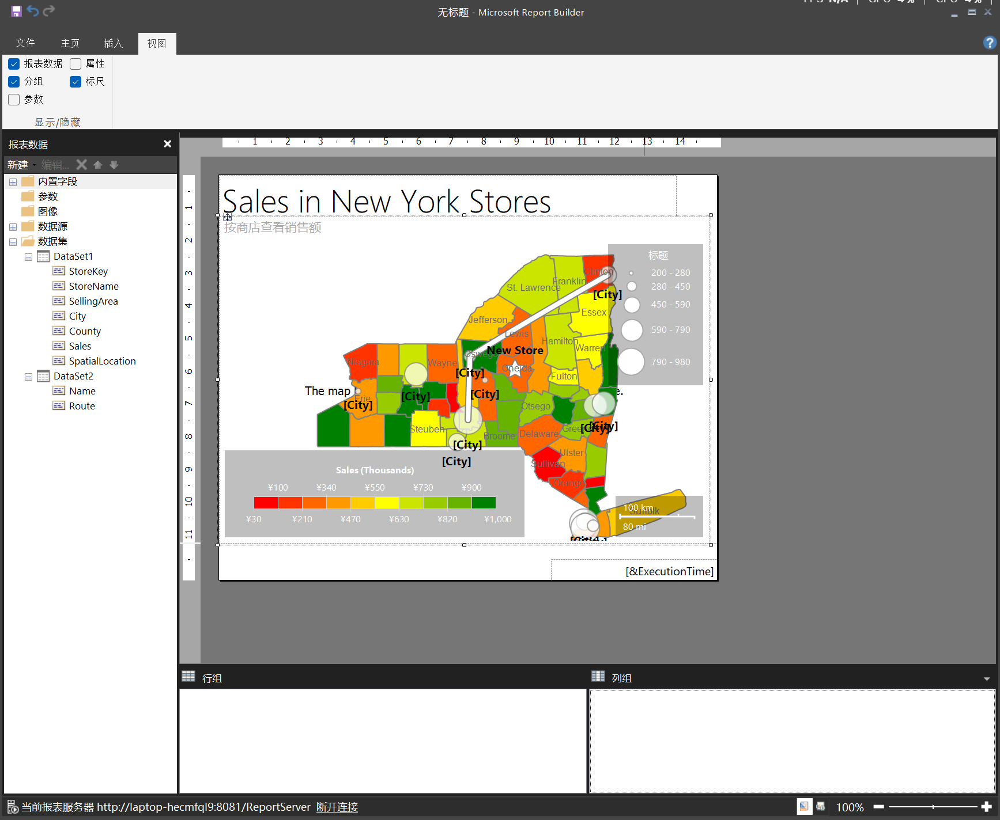 无标题 - Microsoft Report Builder
文件 主页 插入 视图
报表数据 属性
分组 标尺
参数
显示/隐藏
报表数据
新建 编辑...
内置字段
参数
图像
数据源
数据集
DataSet1
StoreKey
StoreName
SellingArea
City
County
Sales
SpatialLocation
DataSet2
Name
Route
1 2 3 4 5 6 7 8 9 10 11 12 13 14
1
2
3
4
5
6
7
8
9
10
11
Sales in New York Stores
按商店查看销售额
标题
200 - 280
280 - 450
450 - 590
590 - 790
790 - 980
Clinton
Franklin
St. Lawrence
[City]
Essex
Jefferson
Lewis
Hamilton
Warren
New Store
Oswego
Niagara
Wayne
Oneida
[City]
Fulton
The map
e.
[City]
[City]
Erie
[City]
Otsego
Steuben
Greene
[City]
[City]
Broome
Delaware
[City]
Ulster
[City]
Sullivan
Orange
Sales (Thousands)
¥100 ¥340 ¥550 ¥730 ¥900
¥30 ¥210 ¥470 ¥630 ¥820 ¥1,000
100 km
Suffolk
80 mi
[&ExecutionTime]
行组
列组
当前报表服务器 http://laptop-hecmfql9:8081/ReportServer 断开连接
100%